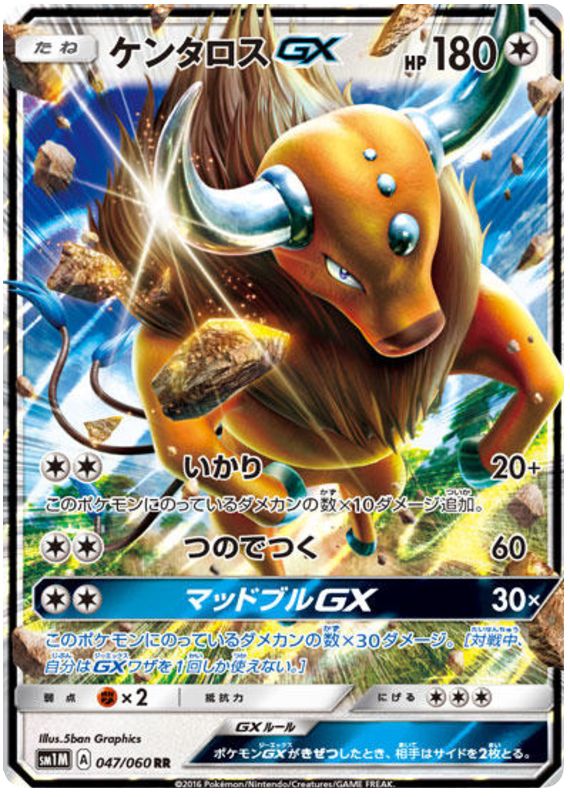 たね ケンタロスGX HP 180
いかり 20+
このポケモンにのっているダメカンの数×10ダメージ追加。
つのでつく 60
マッドブルGX 30×
このポケモンにのっているダメカンの数×30ダメージ。[対戦中、
自分はGXワザを1回しか使えない。]
弱点 ×2 抵抗力 にげる
Illus.5ban Graphics
GXルール
ポケモンGXがきぜつしたとき、相手はサイドを2枚とる。
SM1M A 047/060 RR
©2016 Pokémon/Nintendo/Creatures/GAME FREAK.